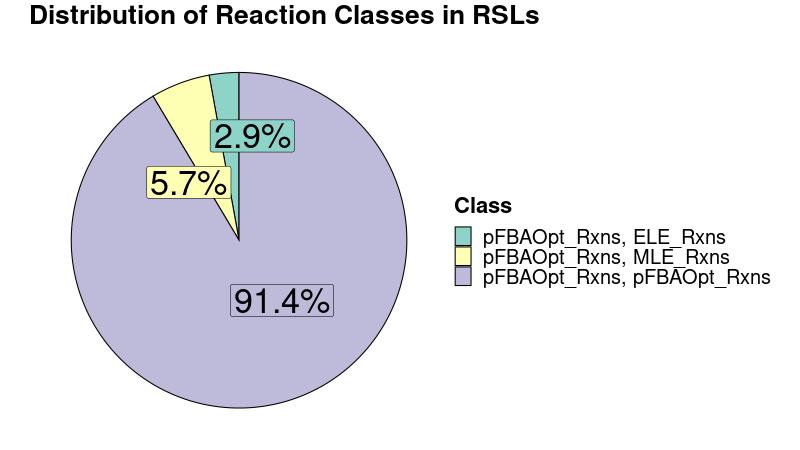 Distribution of Reaction Classes in RSLs
2.9%
5.7%
91.4%
Class
pFBAOpt_Rxns, ELE_Rxns
pFBAOpt_Rxns, MLE_Rxns
pFBAOpt_Rxns, pFBAOpt_Rxns